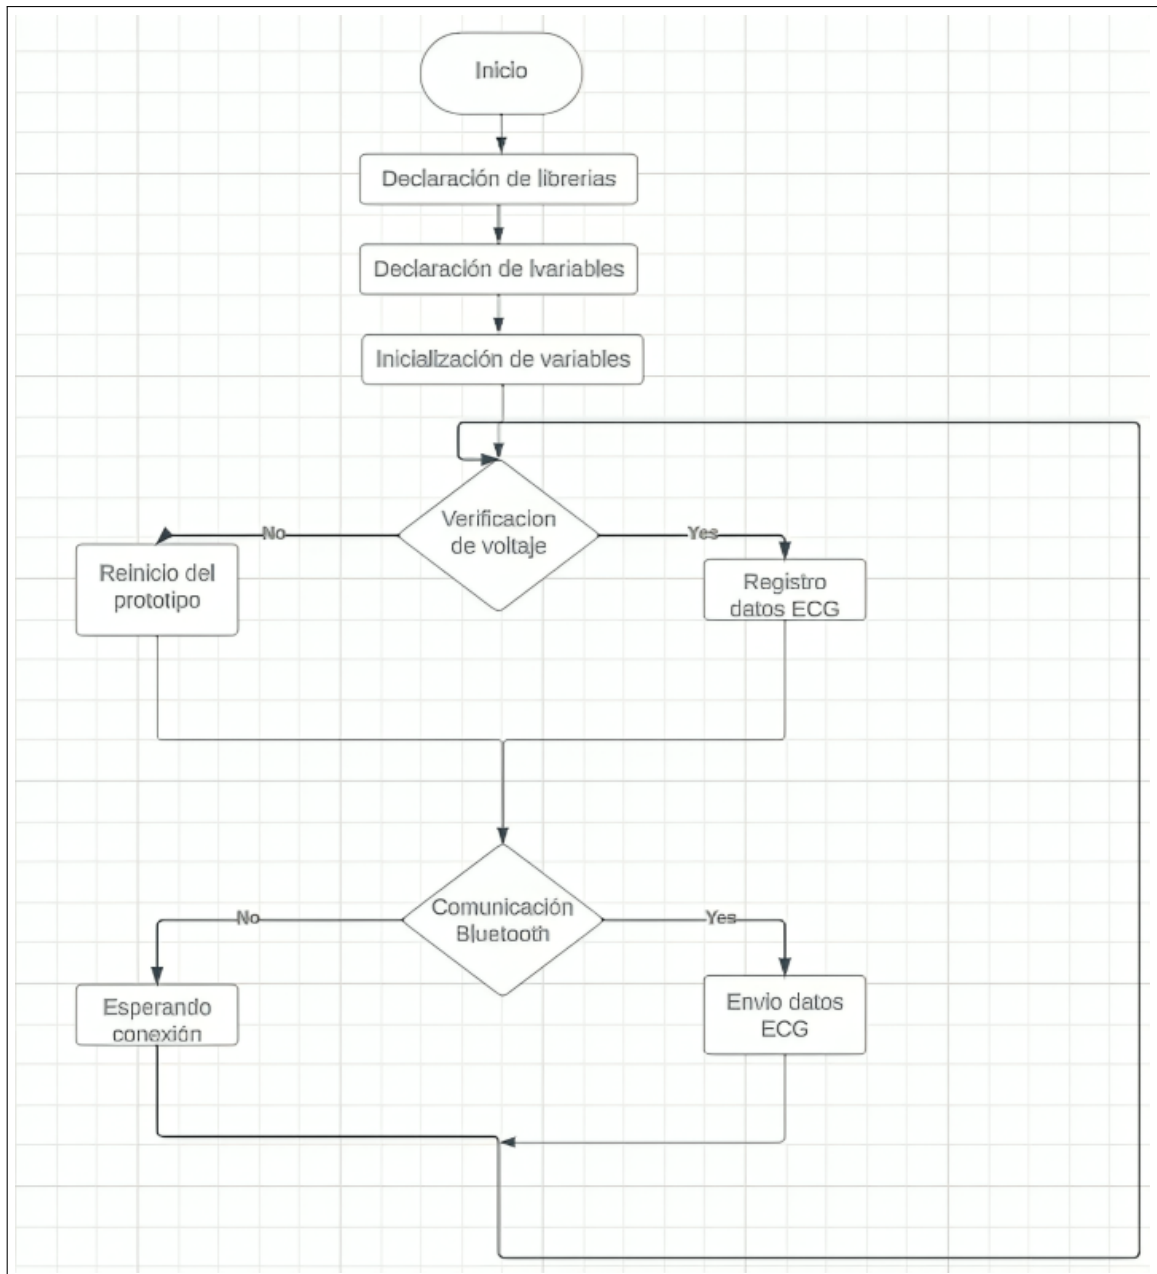 Inicio
Declaración de librerias
Declaración de lvariables
Inicialización de variables
Verificacion
de voltaje
No
Yes
Reinicio del
prototipo
Registro
datos ECG
Comunicación
Bluetooth
No
Yes
Esperando
conexión
Envio datos
ECG